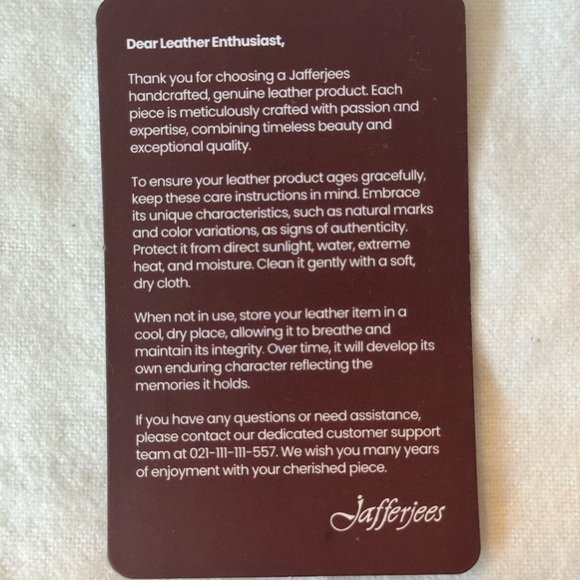 Dear Leather Enthusiast,
Thank you for choosing a Jafferjees
handcrafted, genuine leather product. Each
piece is meticulously crafted with passion and
expertise, combining timeless beauty and
exceptional quality.
To ensure your leather product ages gracefully,
keep these care instructions in mind. Embrace
its unique characteristics, such as natural marks
and color variations, as signs of authenticity.
Protect it from direct sunlight, water, extreme
heat, and moisture. Clean it gently with a soft,
dry cloth.
When not in use, store your leather item in a
cool, dry place, allowing it to breathe and
maintain its integrity. Over time, it will develop its
own enduring character reflecting the
memories it holds.
If you have any questions or need assistance,
please contact our dedicated customer support
team at 021-111-111-557. We wish you many years
of enjoyment with your cherished piece.
Jafferjees